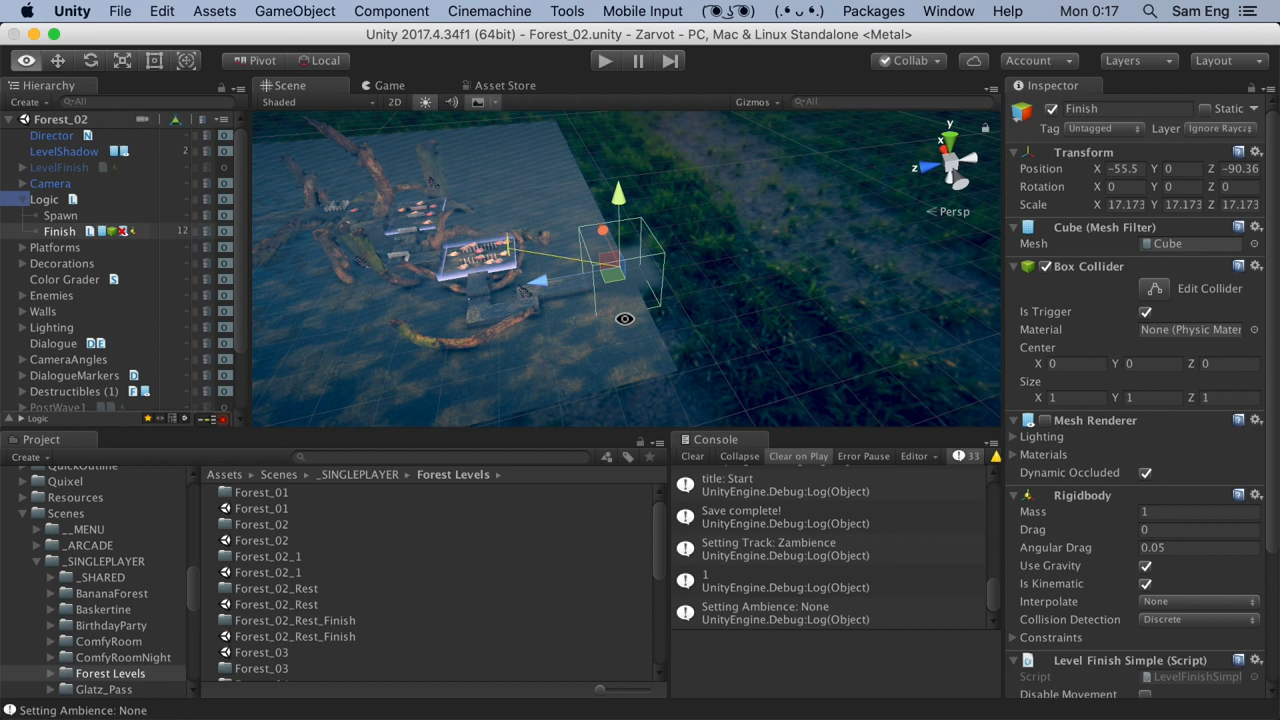 Unity File Edit Assets GameObject Component Cinemachine Tools Mobile Input ( ͡° ͜ʖ ͡°) (.• ᴗ •.) Packages Window Help Mon 0:17 Sam Eng
Unity 2017.4.34f1 (64bit) - Forest_02.unity - Zarvot - PC, Mac & Linux Standalone <Metal>
Pivot Local Collab Account Layers Layout
Hierarchy Scene Game Asset Store Inspector
Create All Shaded 2D Gizmos All
Forest_02
Director N
LevelShadow 2
LevelFinish
Camera
Logic L
Spawn
Finish L 12
Platforms
Decorations
Color Grader S
Enemies
Walls
Lighting
Dialogue D E
CameraAngles
DialogueMarkers D
Destructibles (1) F
PostWave1
Logic
y
x
z
Persp
Finish Static
Tag Untagged Layer Ignore Rayca
Transform
Position X -55.5 Y 0 Z -90.36
Rotation X 0 Y 0 Z 0
Scale X 17.173 Y 17.173 Z 17.173
Cube (Mesh Filter)
Mesh Cube
Box Collider
Edit Collider
Is Trigger
Material None (Physic Mater
Center
X 0 Y 0 Z 0
Size
X 1 Y 1 Z 1
Mesh Renderer
Lighting
Materials
Dynamic Occluded
Rigidbody
Mass 1
Drag 0
Angular Drag 0.05
Use Gravity
Is Kinematic
Interpolate None
Collision Detection Discrete
Constraints
Level Finish Simple (Script)
Script LevelFinishSimpl
Disable Movement
Project
Create
QuickOutline
Quixel
Resources
Scenes
__MENU
_ARCADE
_SINGLEPLAYER
_SHARED
BananaForest
Baskertine
BirthdayParty
ComfyRoom
ComfyRoomNight
Forest Levels
Glatz_Pass
Assets Scenes _SINGLEPLAYER Forest Levels
Forest_01
Forest_01
Forest_02
Forest_02
Forest_02_1
Forest_02_1
Forest_02_Rest
Forest_02_Rest
Forest_02_Rest_Finish
Forest_02_Rest_Finish
Forest_03
Forest_03
Console
Clear Collapse Clear on Play Error Pause Editor 33
title: Start
UnityEngine.Debug:Log(Object)
Save complete!
UnityEngine.Debug:Log(Object)
Setting Track: Zambience
UnityEngine.Debug:Log(Object)
1
UnityEngine.Debug:Log(Object)
Setting Ambience: None
UnityEngine.Debug:Log(Object)
Setting Ambience: None